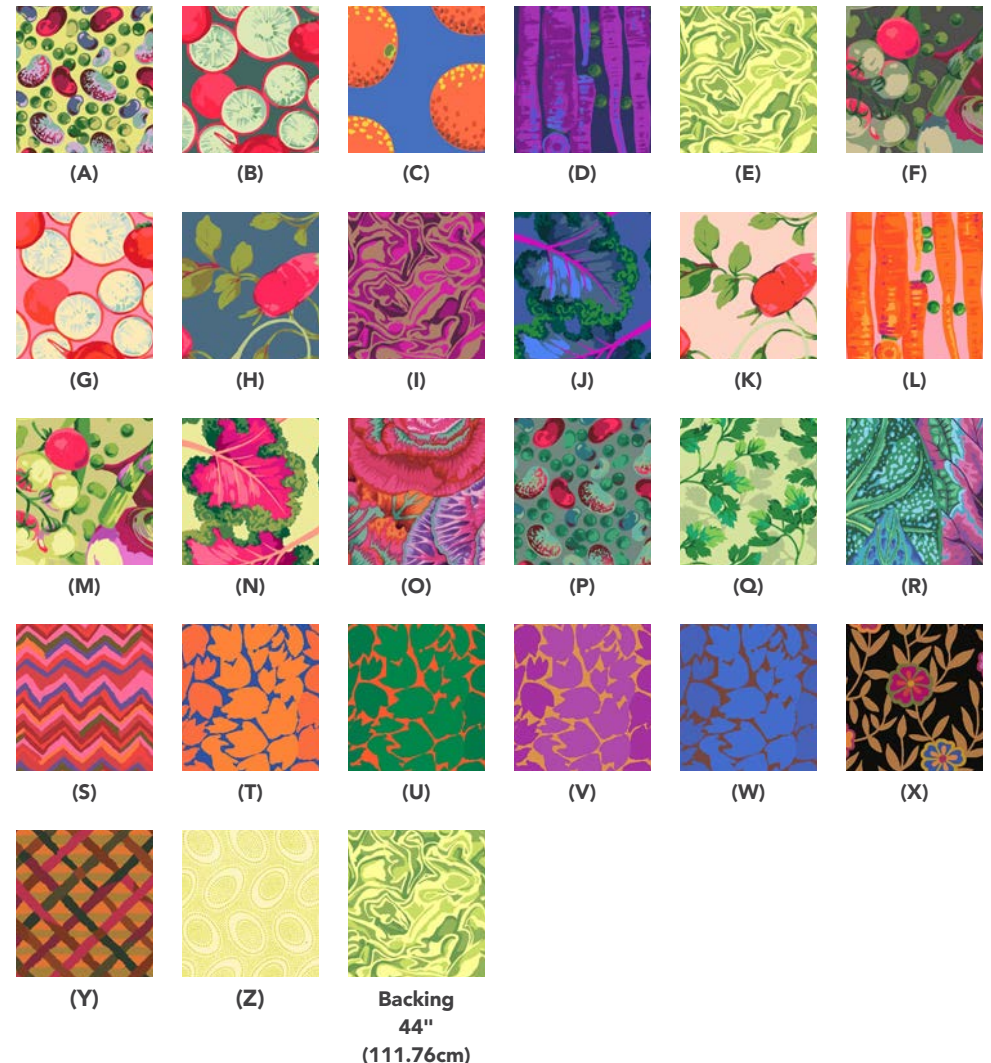 (A) (B) (C) (D) (E) (F)
(G) (H) (I) (J) (K) (L)
(M) (N) (O) (P) (Q) (R)
(S) (T) (U) (V) (W) (X)
(Y) (Z) Backing
44"
(111.76cm)